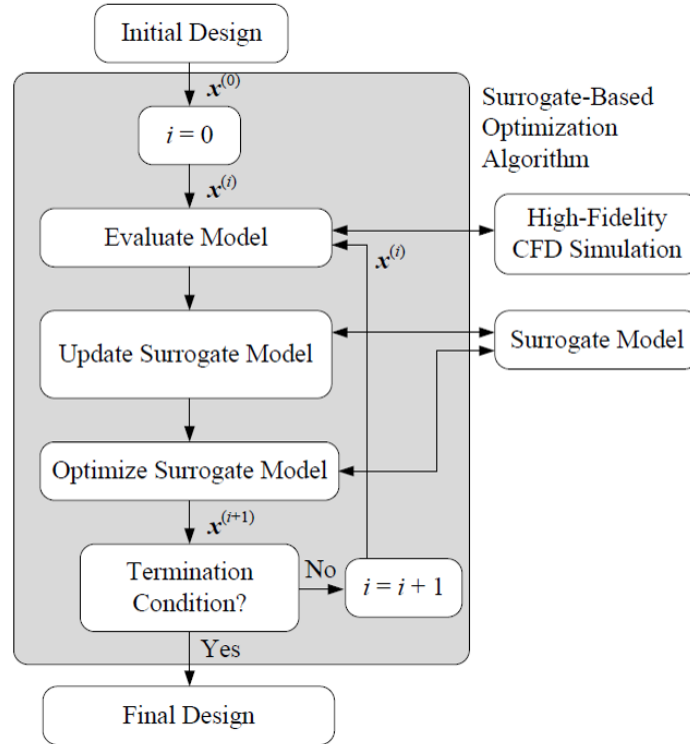 Initial Design
x^(0)
i = 0
Surrogate-Based
Optimization
Algorithm
x^(i)
Evaluate Model
High-Fidelity
CFD Simulation
x^(i)
Update Surrogate Model
Surrogate Model
Optimize Surrogate Model
x^(i+1)
Termination
Condition?
No
i = i + 1
Yes
Final Design